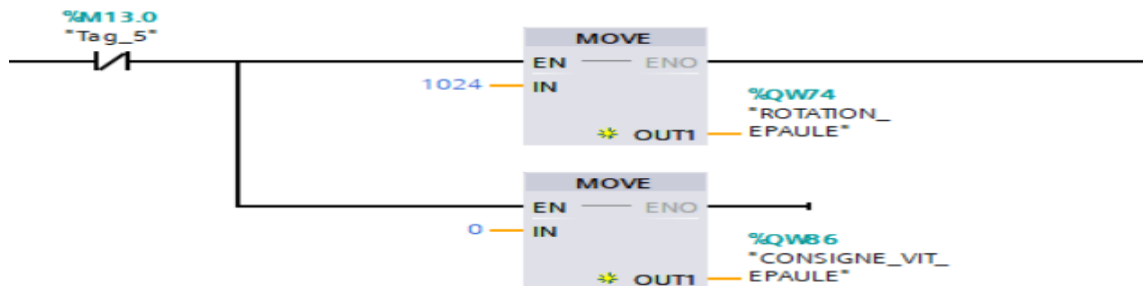 %M13.0
"Tag_5"
MOVE
EN ENO
1024 IN
%QW74
"ROTATION_
OUT1 EPAULE"
MOVE
EN ENO
0 IN
%QW86
"CONSIGNE_VIT_
OUT1 EPAULE"